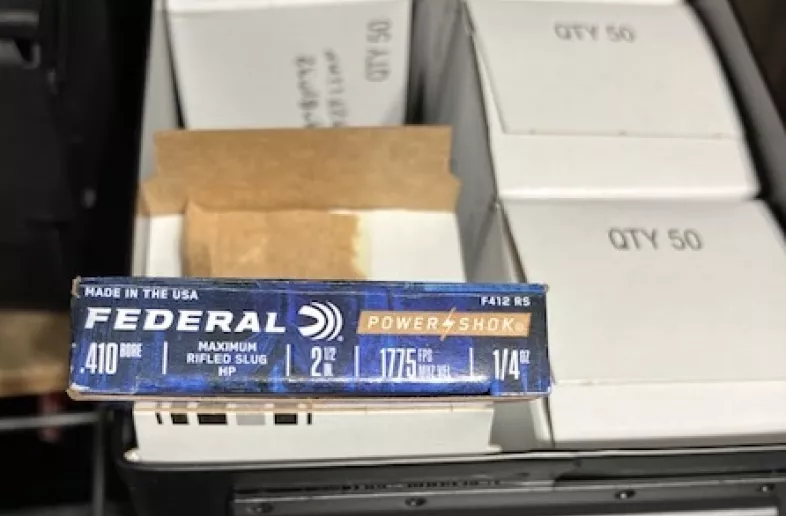 QTY 50
QTY 50
QTY 50
MADE IN THE USA
F412 RS
FEDERAL
POWER SHOK
.410 BORE
MAXIMUM
RIFLED SLUG
HP
2 1/2 IN.
1775 FPS MAX VEL
1/4 OZ